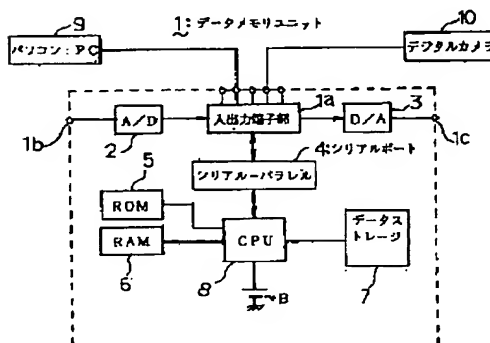 9
1:データメモリユニット
10
パソコン:PC
デジタルカメラ
1a
3
A/D
入出力端子部
D/A
1b
2
1c
4:シリアルポート
5
シリアル-パラレル
ROM
RAM
CPU
データストレージ
6
8
B
7